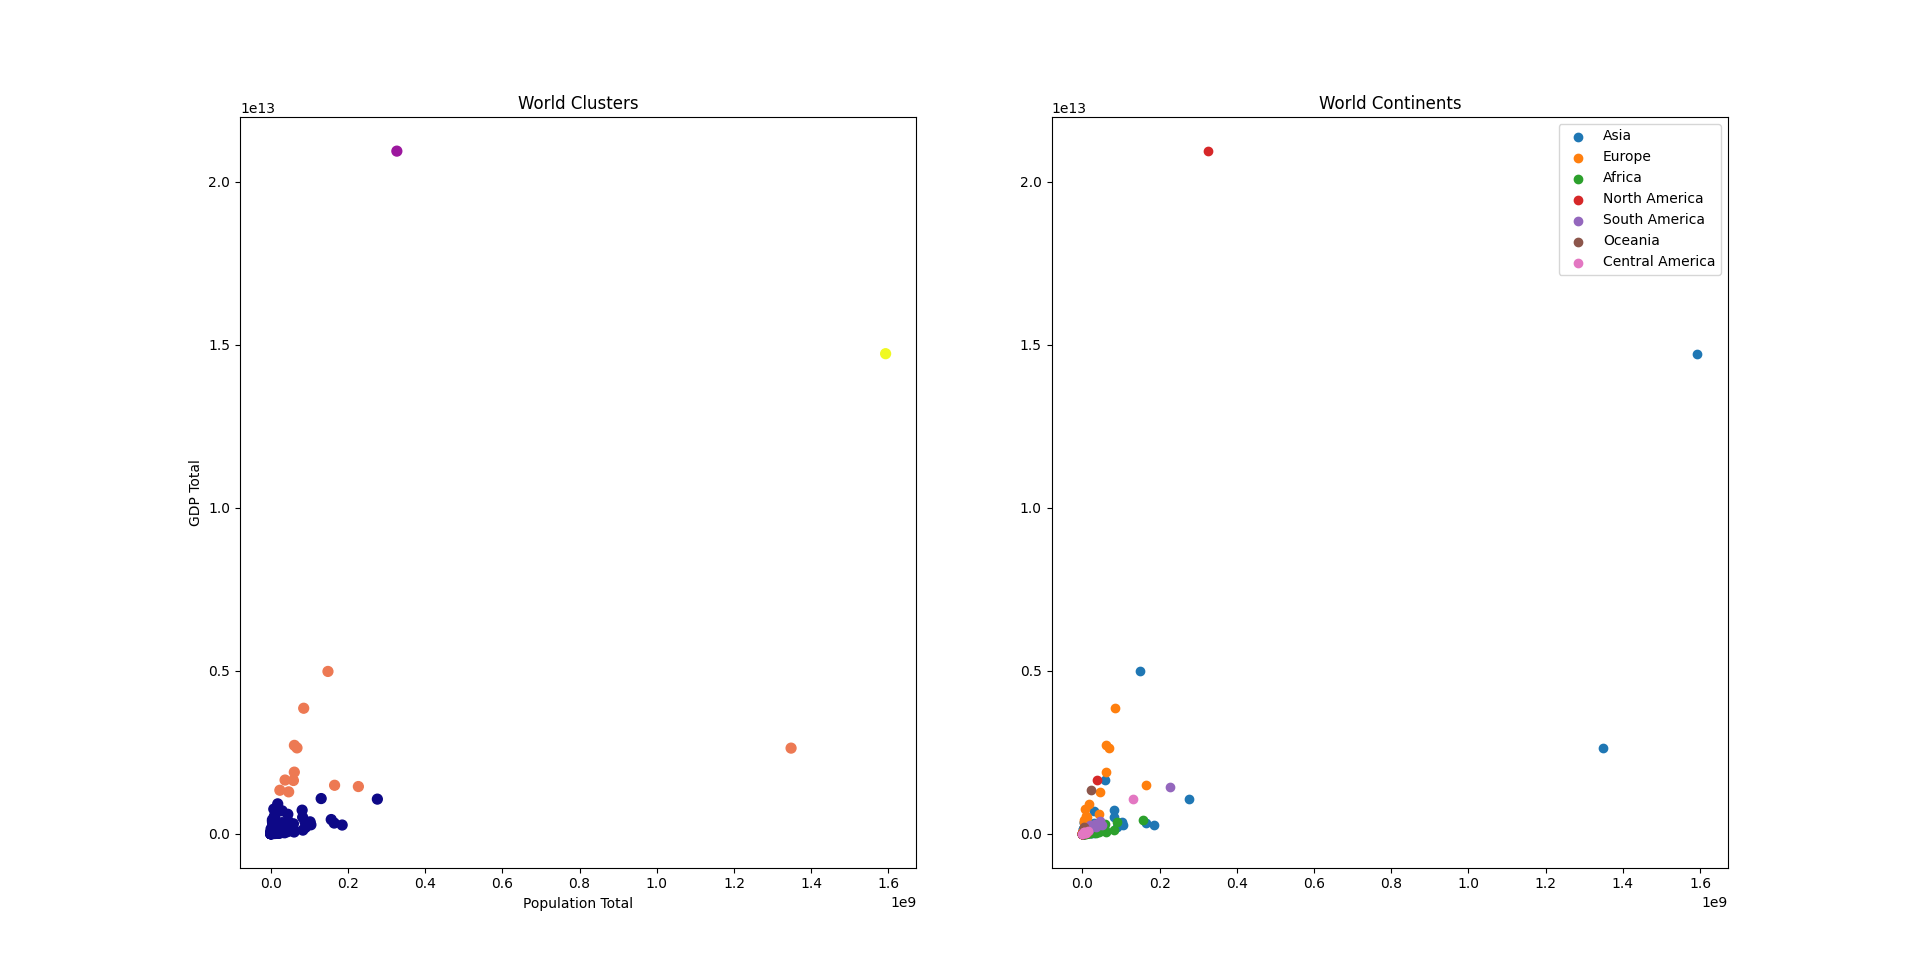 World Clusters
1e13
2.0
1.5
1.0
0.5
0.0
GDP Total
0.0 0.2 0.4 0.6 0.8 1.0 1.2 1.4 1.6
1e9
Population Total
World Continents
1e13
2.0
1.5
1.0
0.5
0.0
0.0 0.2 0.4 0.6 0.8 1.0 1.2 1.4 1.6
1e9
Asia
Europe
Africa
North America
South America
Oceania
Central America